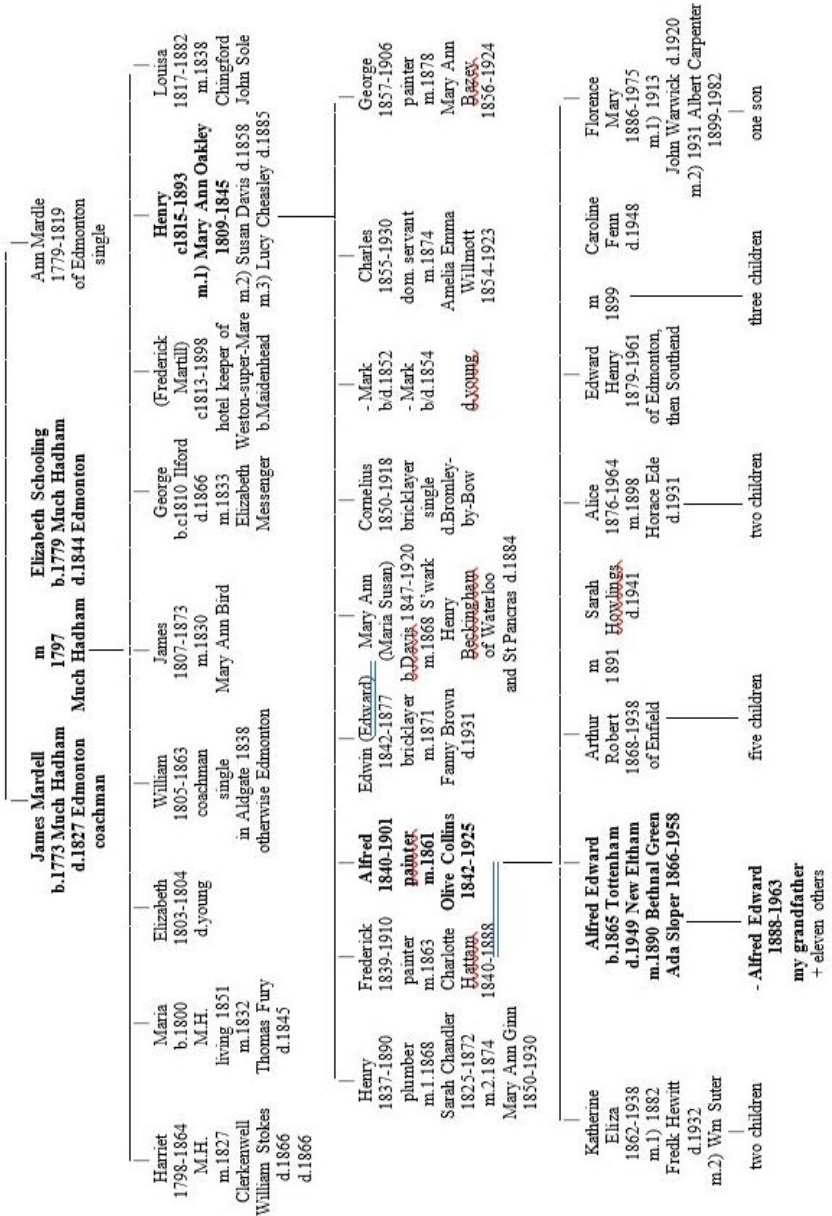 James Mardell
b.1773 Much Hadham
d.1827 Edmonton
coachman
m
1797
Much Hadham
Elizabeth Schooling
b.1779 Much Hadham
d.1844 Edmonton
Ann Mardle
1779-1819
of Edmonton
single
Harriet
1798-1864
M.H.
m.1827
Clerkenwell
William Stokes
d.1866
d.1866
Maria
b.1800
M.H.
living 1851
m.1832
Thomas Fury
d.1845
Elizabeth
1803-1804
d.young
William
1805-1863
coachman
single
in Aldgate 1838
otherwise Edmonton
James
1807-1873
m.1830
Mary Ann Bird
George
b.c1810 Ilford
d.1866
m.1833
Elizabeth
Messenger
(Frederick
Martill)
c1813-1898
hotel keeper of
Weston-super-Mare
b.Maidenhead
Henry
c1815-1893
m.1) Mary Ann Oakley
1809-1845
m.2) Susan Davis d.1858
m.3) Lucy Cheasley d.1885
Louisa
1817-1882
m.1838
Chingford
John Sole
Henry
1837-1890
plumber
m.1.1868
Sarah Chandler
1825-1872
m.2.1874
Mary Ann Ginn
1850-1930
Frederick
1839-1910
painter
m.1863
Charlotte
Hattam
1840-1888
Alfred
1840-1901
painter
m.1861
Olive Collins
1842-1925
Edwin (Edward)
1842-1877
bricklayer
m.1871
Fanny Brown
d.1931
Mary Ann
(Maria Susan)
b.Davis 1847-1920
m.1868 S'wark
Henry
Beckingham
of Waterloo
and St Pancras d.1884
Cornelius
1850-1918
bricklayer
single
d.Bromley-
by-Bow
- Mark
b/d.1852
- Mark
b/d.1854
d.young
Charles
1855-1930
dom. servant
m.1874
Amelia Emma
Willmott
1854-1923
George
1857-1906
painter
m.1878
Mary Ann
Bazey
1856-1924
Katherine
Eliza
1862-1938
m.1) 1882
Fredk Hewitt
d.1932
m.2) Wm Suter
two children
Alfred Edward
b.1865 Tottenham
d.1949 New Eltham
m.1890 Bethnal Green
Ada Sloper 1866-1958
- Alfred Edward
1888-1963
my grandfather
+ eleven others
Arthur
Robert
1868-1938
of Enfield
m
1891
Sarah
Howlings
d.1941
five children
Alice
1876-1964
m.1898
Horace Ede
d.1931
two children
Edward
Henry
1879-1961
of Edmonton,
then Southend
m
1899
Caroline
Fenn
d.1948
three children
Florence
Mary
1886-1975
m.1) 1913
John Warwick d.1920
m.2) 1931 Albert Carpenter
1899-1982
one son